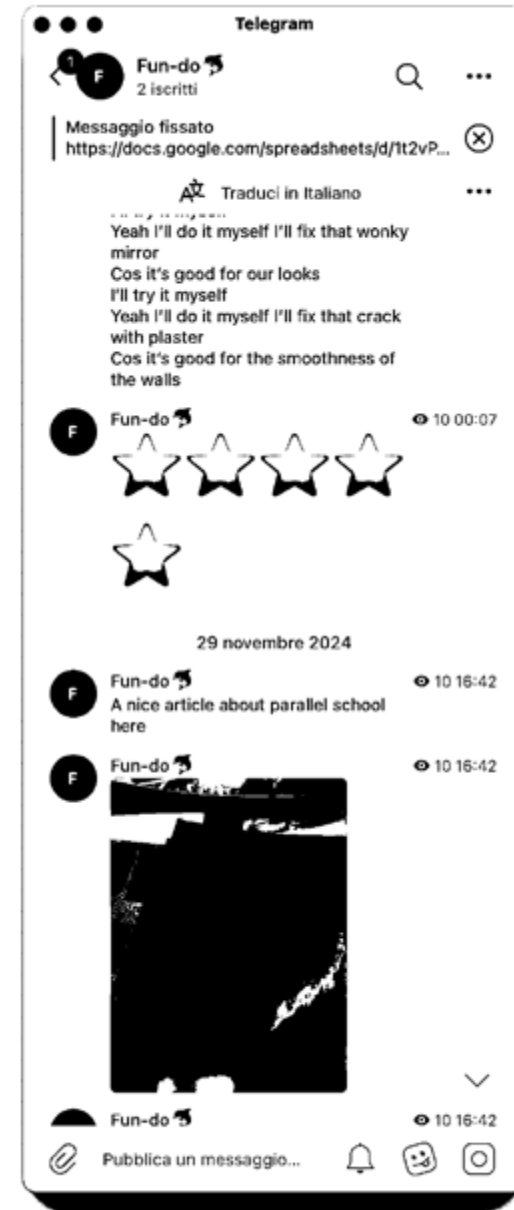 Telegram
1
F
Fun-do
2 iscritti
Messaggio fissato
https://docs.google.com/spreadsheets/d/1t2vP...
Traduci in Italiano
Yeah I'll do it myself I'll fix that wonky
mirror
Cos it's good for our looks
I'll try it myself
Yeah I'll do it myself I'll fix that crack
with plaster
Cos it's good for the smoothness of
the walls
F
Fun-do
10 00:07
29 novembre 2024
F
Fun-do
10 16:42
A nice article about parallel school
here
F
Fun-do
10 16:42
Fun-do
10 16:42
Pubblica un messaggio...